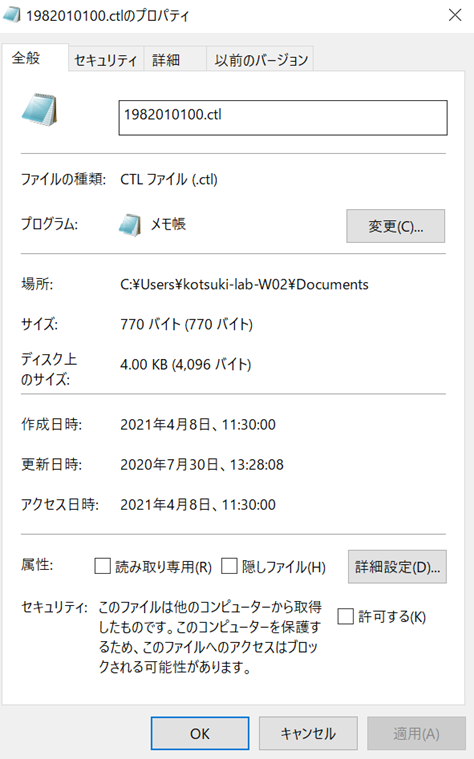 1982010100.ctlのプロパティ
全般 セキュリティ 詳細 以前のバージョン
1982010100.ctl
ファイルの種類: CTL ファイル (.ctl)
プログラム: メモ帳 変更(C)...
場所: C:¥Users¥kotsuki-lab-W02¥Documents
サイズ: 770 バイト (770 バイト)
ディスク上
のサイズ: 4.00 KB (4,096 バイト)
作成日時: 2021年4月8日、11:30:00
更新日時: 2020年7月30日、13:28:08
アクセス日時: 2021年4月8日、11:30:00
属性: 読み取り専用(R) 隠しファイル(H) 詳細設定(D)...
セキュリティ: このファイルは他のコンピューターから取得
したものです。このコンピューターを保護す
るため、このファイルへのアクセスはブロッ
クされる可能性があります。
許可する(K)
OK キャンセル 適用(A)